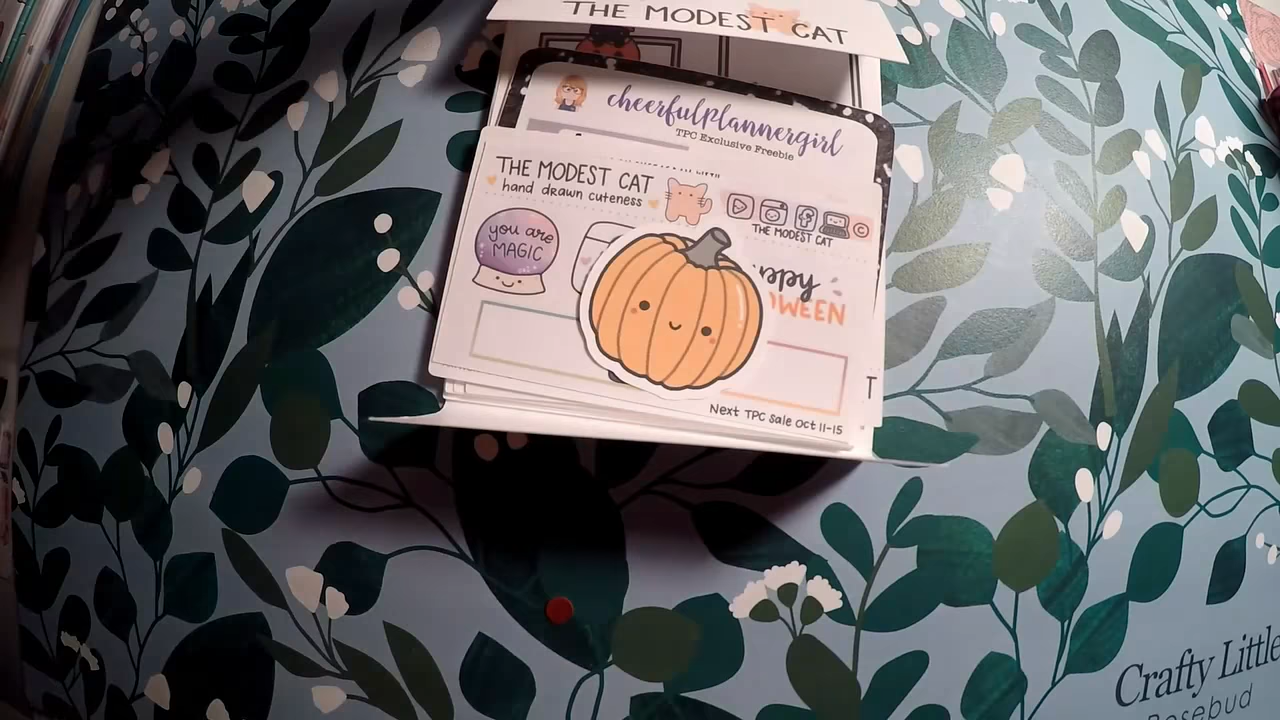 THE MODEST CAT
cheerfulplannergirl
TPC Exclusive Freebie
THE MODEST CAT
hand drawn cuteness
THE MODEST CAT
©
you are
MAGIC
Next TPC Sale Oct 11-15
T
Crafty Little
Rosebud